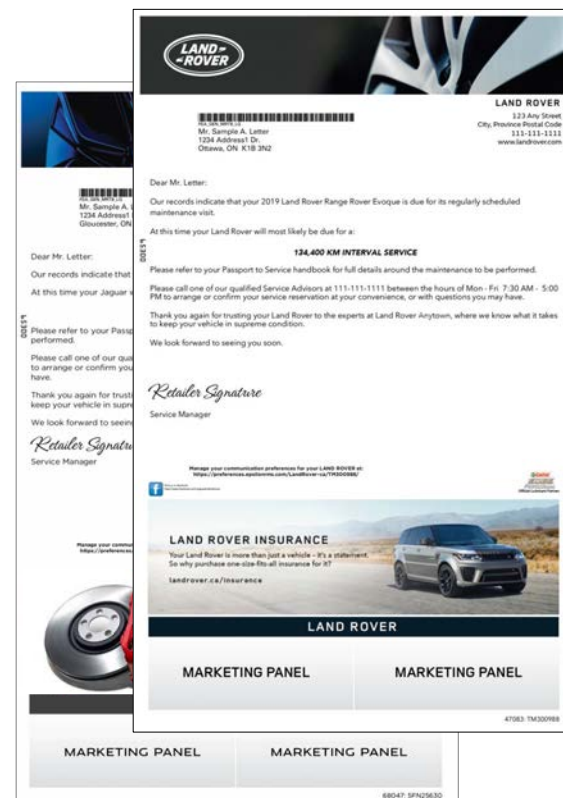 LAND
ROVER
LAND ROVER
123 Any Street
City, Province Postal Code
111-111-1111
www.landrover.com
Mr. Sample A. Letter
1234 Address1 Dr.
Ottawa, ON K1B 3N2
Dear Mr. Letter:
Our records indicate that your 2019 Land Rover Range Rover Evoque is due for its regularly scheduled
maintenance visit.
At this time your Land Rover will most likely be due for a:
134,400 KM INTERVAL SERVICE
Please refer to your Passport to Service handbook for full details around the maintenance to be performed.
Please call one of our qualified Service Advisors at 111-111-1111 between the hours of Mon - Fri 7:30 AM - 5:00
PM to arrange or confirm your service reservation at your convenience, or with questions you may have.
Thank you again for trusting your Land Rover to the experts at Land Rover Anytown, where we know what it takes
to keep your vehicle in supreme condition.
We look forward to seeing you soon.
Retailer Signature
Service Manager
Manage your communication preferences for your LAND ROVER at:
https://preferences.epsilonrms.com/LandRover-ca/TM300988/
LAND ROVER INSURANCE
Your Land Rover is more than just a vehicle - it's a statement.
So why purchase one-size-fits-all insurance for it?
landrover.ca/insurance
LAND ROVER
MARKETING PANEL
MARKETING PANEL
47083: TM300988
Mr. Sample A.
1234 Address1
Gloucester, ON
Dear Mr. Letter:
Our records indicate that
At this time your Jaguar
Please refer to your
performed.
Please call one of our
to arrange or confirm
have.
Thank you again for
keep your vehicle in
We look forward to
Retailer
Service Manager
Manage your
MARKETING PANEL
MARKETING PANEL
68047: SFN25630